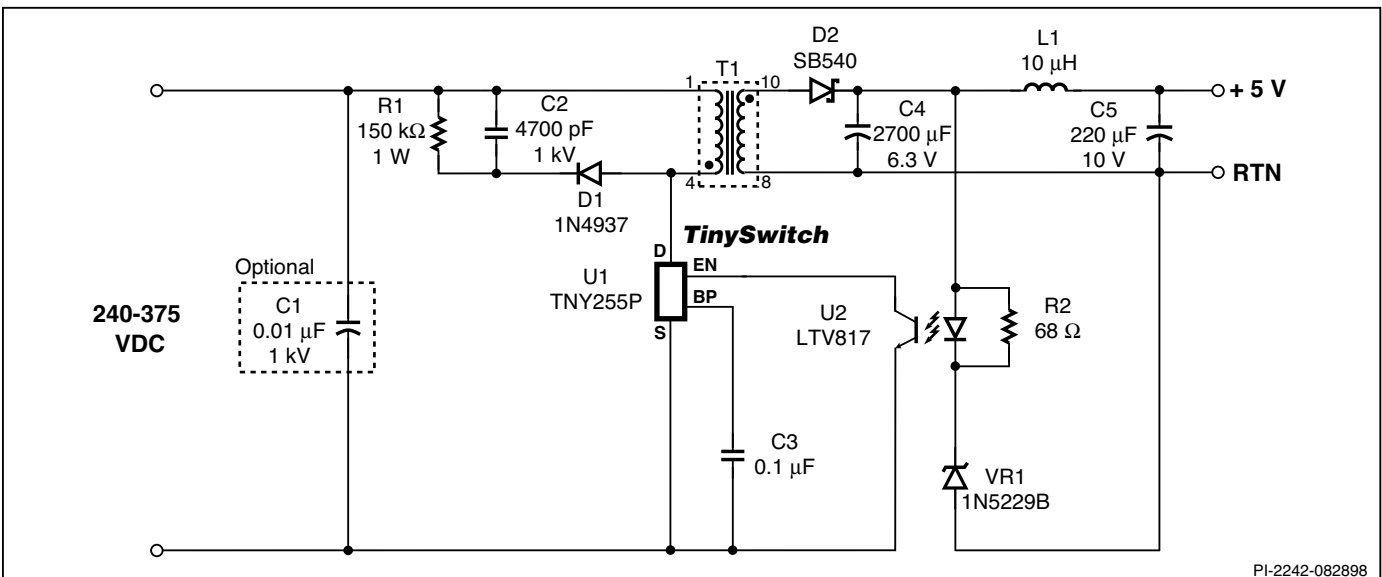 D2
SB540
L1
10 μH
T1
1
10
+ 5 V
R1
150 kΩ
1 W
C2
4700 pF
1 kV
C4
2700 μF
6.3 V
C5
220 μF
10 V
4
8
RTN
D1
1N4937
TinySwitch
D
Optional
EN
U1
TNY255P
BP
S
C1
0.01 μF
1 kV
240-375
VDC
U2
LTV817
R2
68 Ω
C3
0.1 μF
VR1
1N5229B
PI-2242-082898